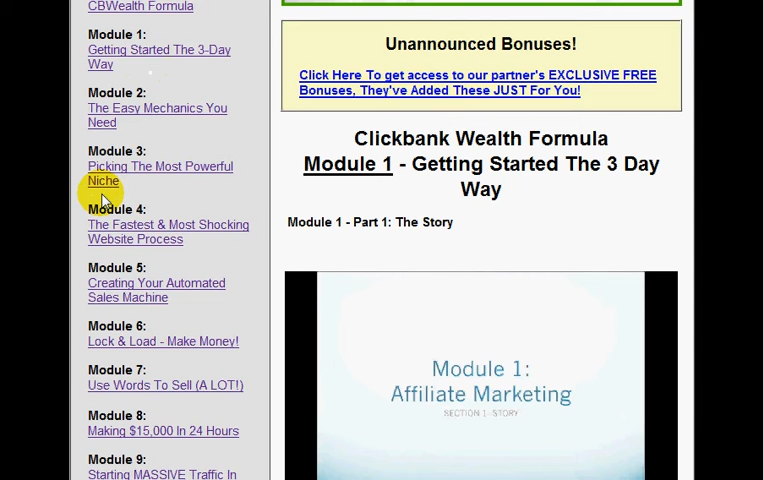 CBWealth Formula
Module 1:
Getting Started The 3-Day
Way
Module 2:
The Easy Mechanics You
Need
Module 3:
Picking The Most Powerful
Niche
Module 4:
The Fastest & Most Shocking
Website Process
Module 5:
Creating Your Automated
Sales Machine
Module 6:
Lock & Load - Make Money!
Module 7:
Use Words To Sell (A LOT!)
Module 8:
Making $15,000 In 24 Hours
Module 9:
Starting MASSIVE Traffic In
Unannounced Bonuses!
Click Here To get access to our partner's EXCLUSIVE FREE
Bonuses, They've Added These JUST For You!
Clickbank Wealth Formula
Module 1 - Getting Started The 3 Day
Way
Module 1 - Part 1: The Story
Module 1:
Affiliate Marketing
SECTION 1- STORY